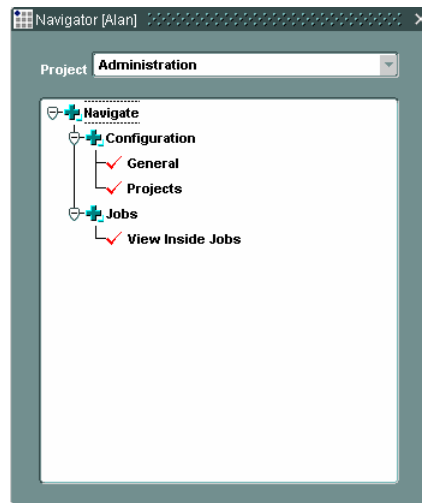 Navigator [Alan]
Project Administration
Navigate
Configuration
General
Projects
Jobs
View Inside Jobs